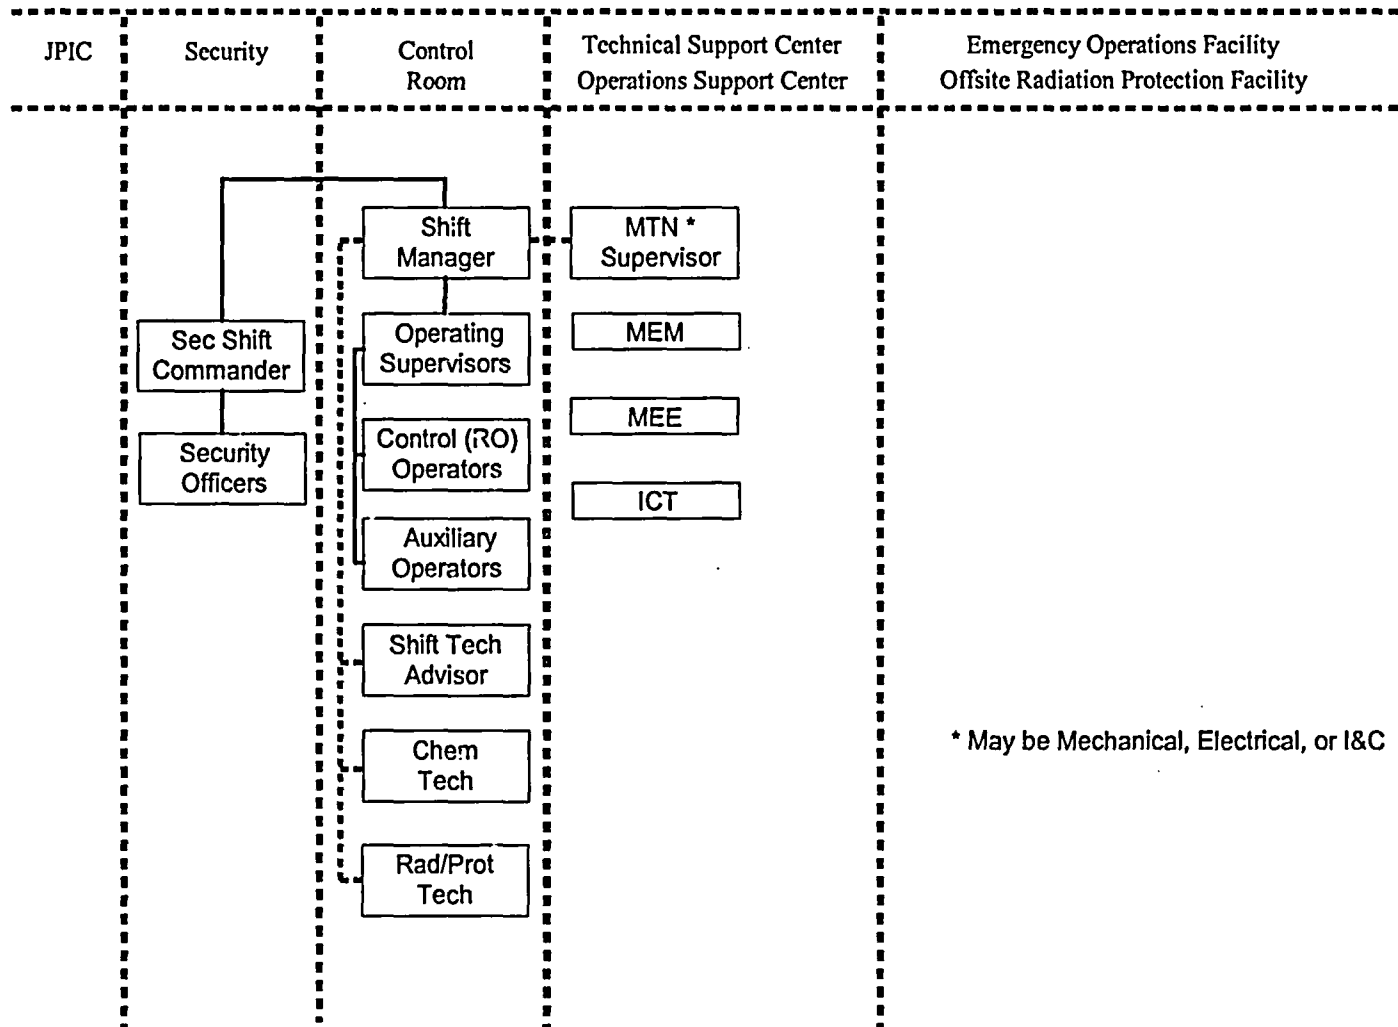 JPIC
Security
Control
Room
Technical Support Center
Operations Support Center
Emergency Operations Facility
Offsite Radiation Protection Facility
Shift
Manager
MTN *
Supervisor
Sec Shift
Commander
Operating
Supervisors
MEM
Security
Officers
Control (RO)
Operators
MEE
ICT
Auxiliary
Operators
Shift Tech
Advisor
Chem
Tech
* May be Mechanical, Electrical, or I&C
Rad/Prot
Tech